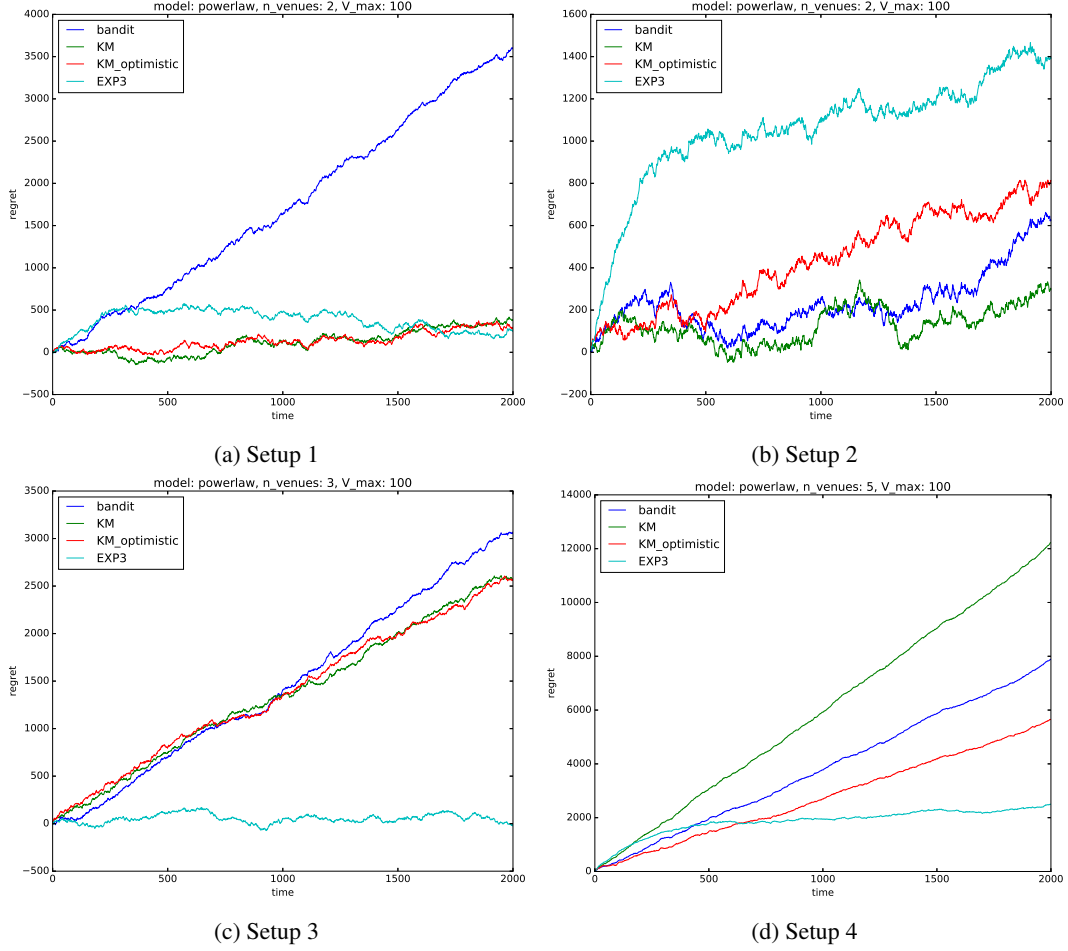 model: powerlaw, n_venues: 2, V_max: 100
bandit
KM
KM_optimistic
EXP3
4000
3500
3000
2500
2000
1500
1000
500
0
−500
regret
0
500
1000
1500
2000
time
(a) Setup 1
model: powerlaw, n_venues: 2, V_max: 100
bandit
KM
KM_optimistic
EXP3
1600
1400
1200
1000
800
600
400
200
0
−200
regret
0
500
1000
1500
2000
time
(b) Setup 2
model: powerlaw, n_venues: 3, V_max: 100
bandit
KM
KM_optimistic
EXP3
3500
3000
2500
2000
1500
1000
500
0
−500
regret
0
500
1000
1500
2000
time
(c) Setup 3
model: powerlaw, n_venues: 5, V_max: 100
bandit
KM
KM_optimistic
EXP3
14000
12000
10000
8000
6000
4000
2000
0
regret
0
500
1000
1500
2000
time
(d) Setup 4